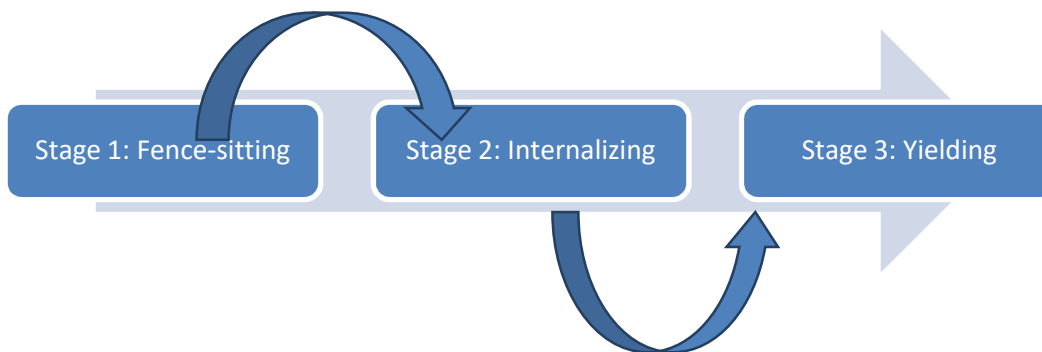 Stage 1: Fence-sitting
Stage 2: Internalizing
Stage 3: Yielding